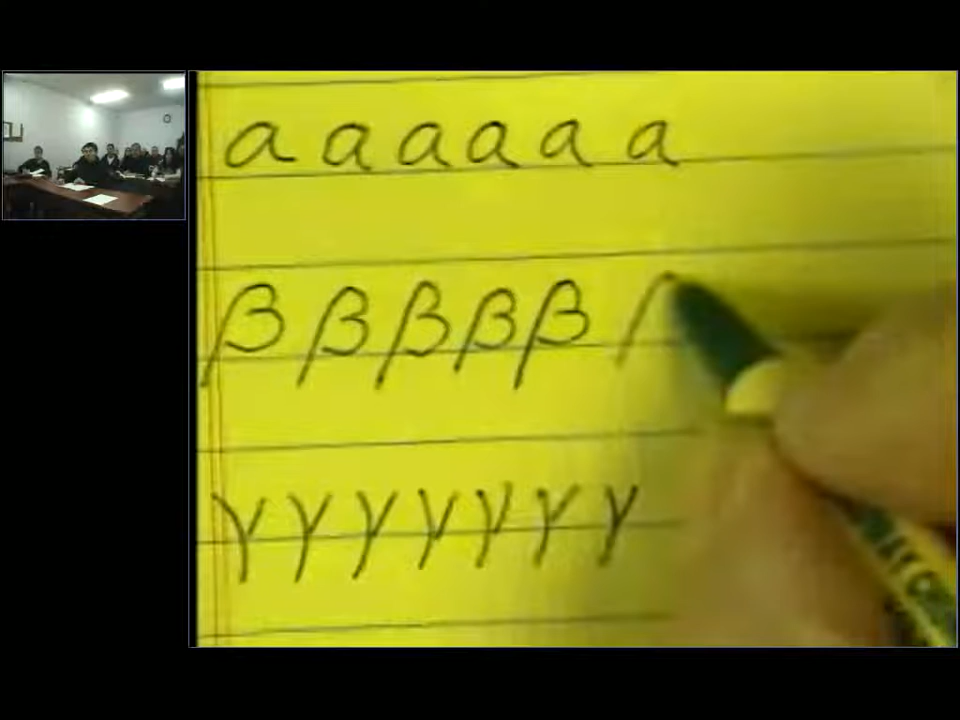 α α α α α α
β β β β β
γ γ γ γ γ γ γ